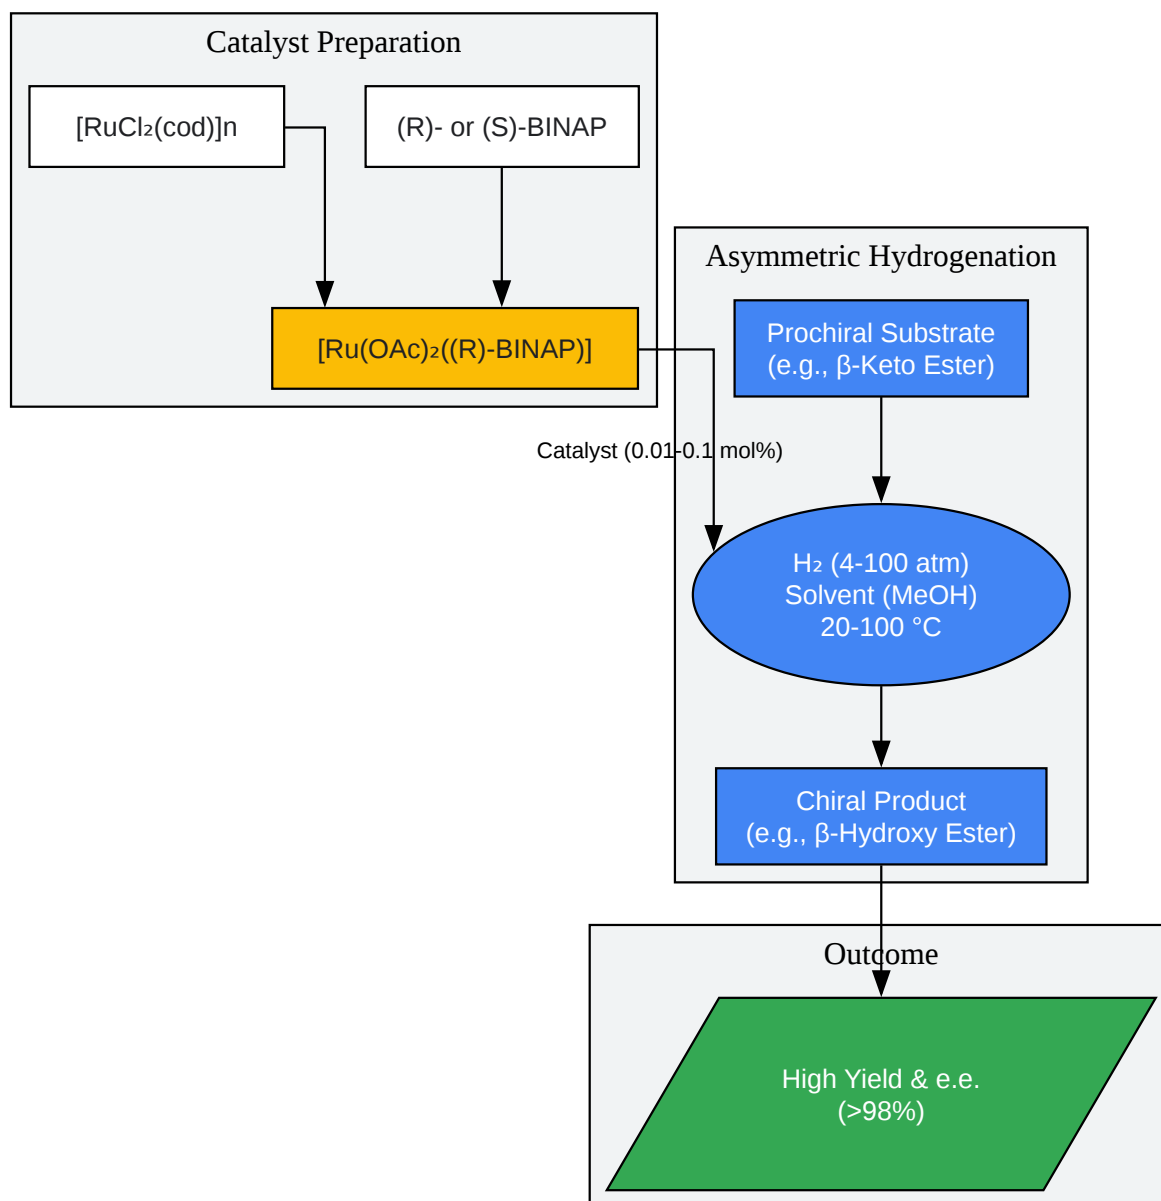 Catalyst Preparation
[RuCl₂(cod)]n
(R)- or (S)-BINAP
[Ru(OAc)₂((R)-BINAP)]
Catalyst (0.01-0.1 mol%)
Asymmetric Hydrogenation
Prochiral Substrate
(e.g., β-Keto Ester)
H₂ (4-100 atm)
Solvent (MeOH)
20-100 °C
Chiral Product
(e.g., β-Hydroxy Ester)
Outcome
High Yield & e.e.
(>98%)